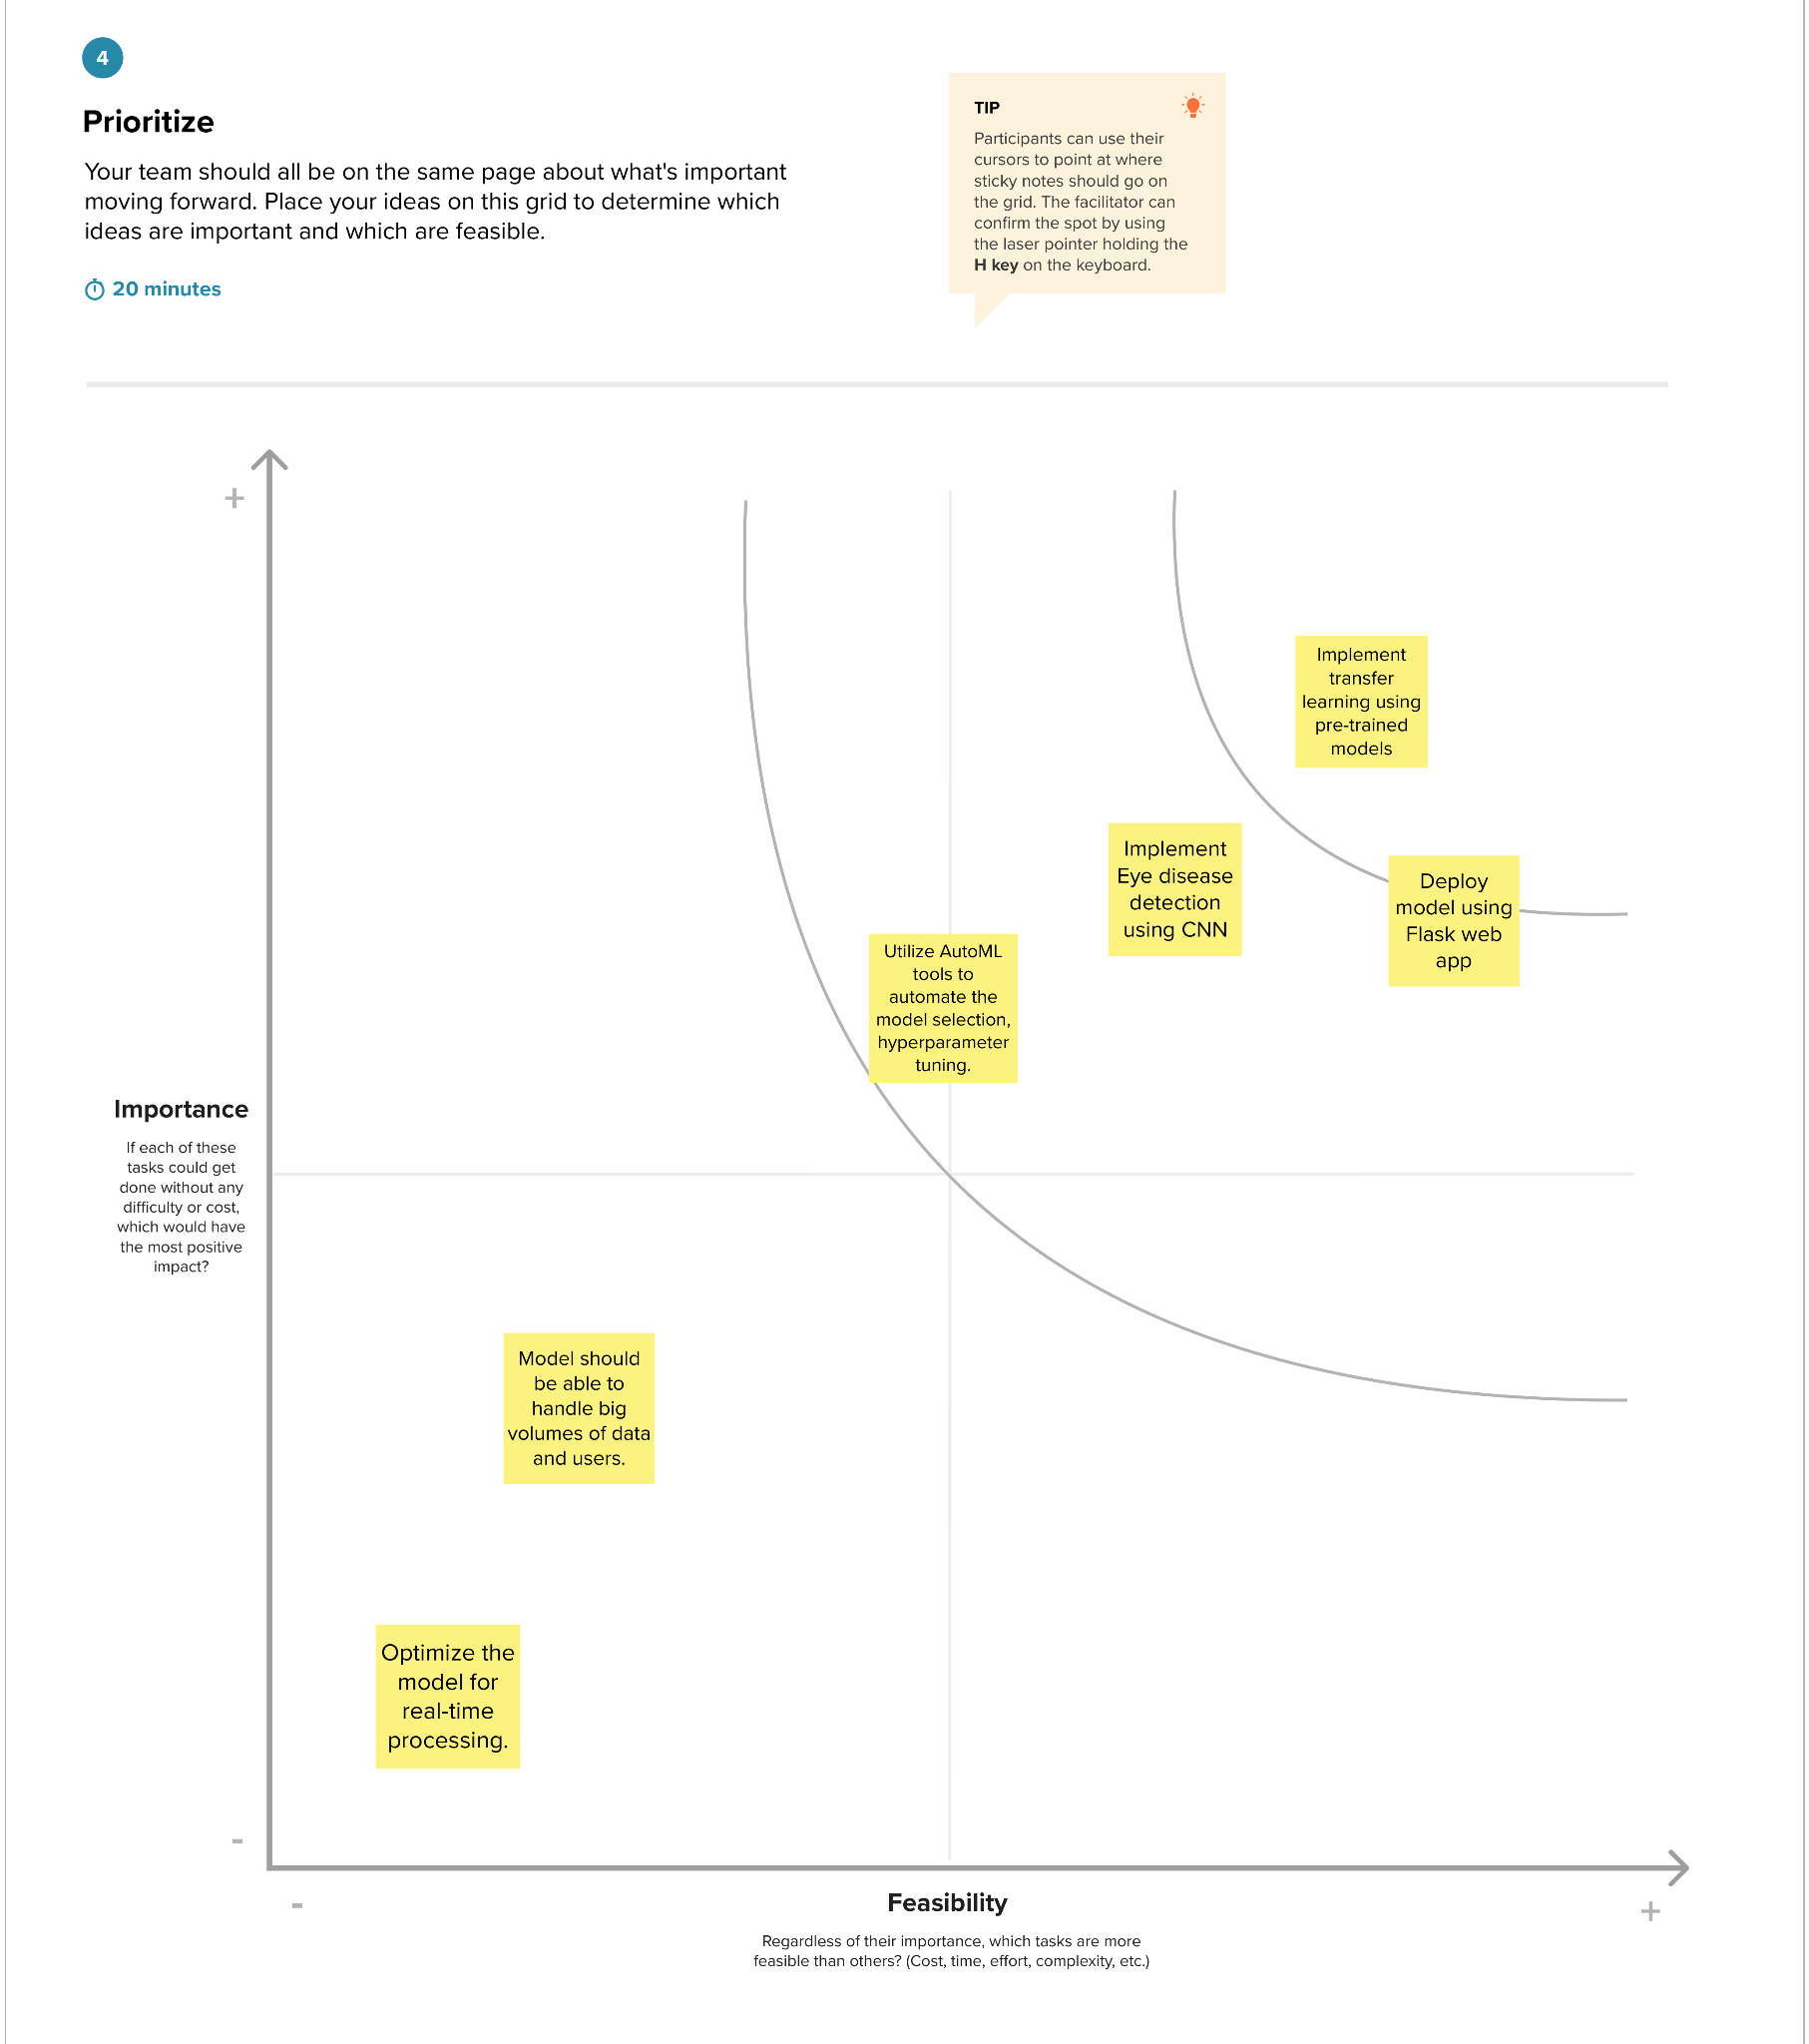 4
Prioritize
Your team should all be on the same page about what's important
moving forward. Place your ideas on this grid to determine which
ideas are important and which are feasible.
20 minutes
TIP
Participants can use their
cursors to point at where
sticky notes should go on
the grid. The facilitator can
confirm the spot by using
the laser pointer holding the
H key on the keyboard.
+
Implement
transfer
learning using
pre-trained
models
Implement
Eye disease
detection
using CNN
Deploy
model using
Flask web
app
Utilize AutoML
tools to
automate the
model selection,
hyperparameter
tuning.
Importance
If each of these
tasks could get
done without any
difficulty or cost,
which would have
the most positive
impact?
Model should
be able to
handle big
volumes of data
and users.
Optimize the
model for
real-time
processing.
-
-
Feasibility
+
Regardless of their importance, which tasks are more
feasible than others? (Cost, time, effort, complexity, etc.)